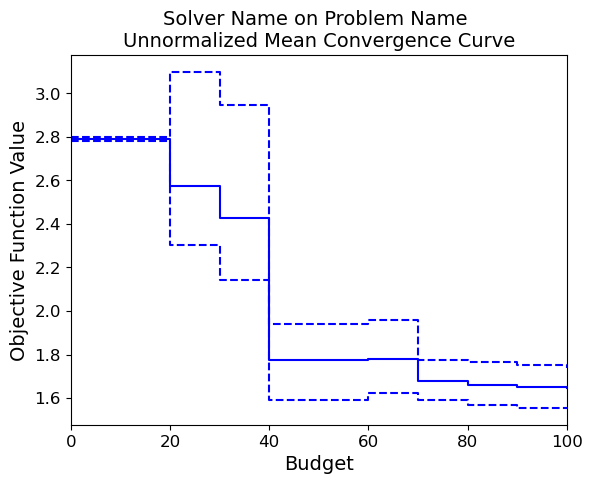 Solver Name on Problem Name
Unnormalized Mean Convergence Curve
Objective Function Value
3.0
2.8
2.6
2.4
2.2
2.0
1.8
1.6
0 20 40 60 80 100
Budget